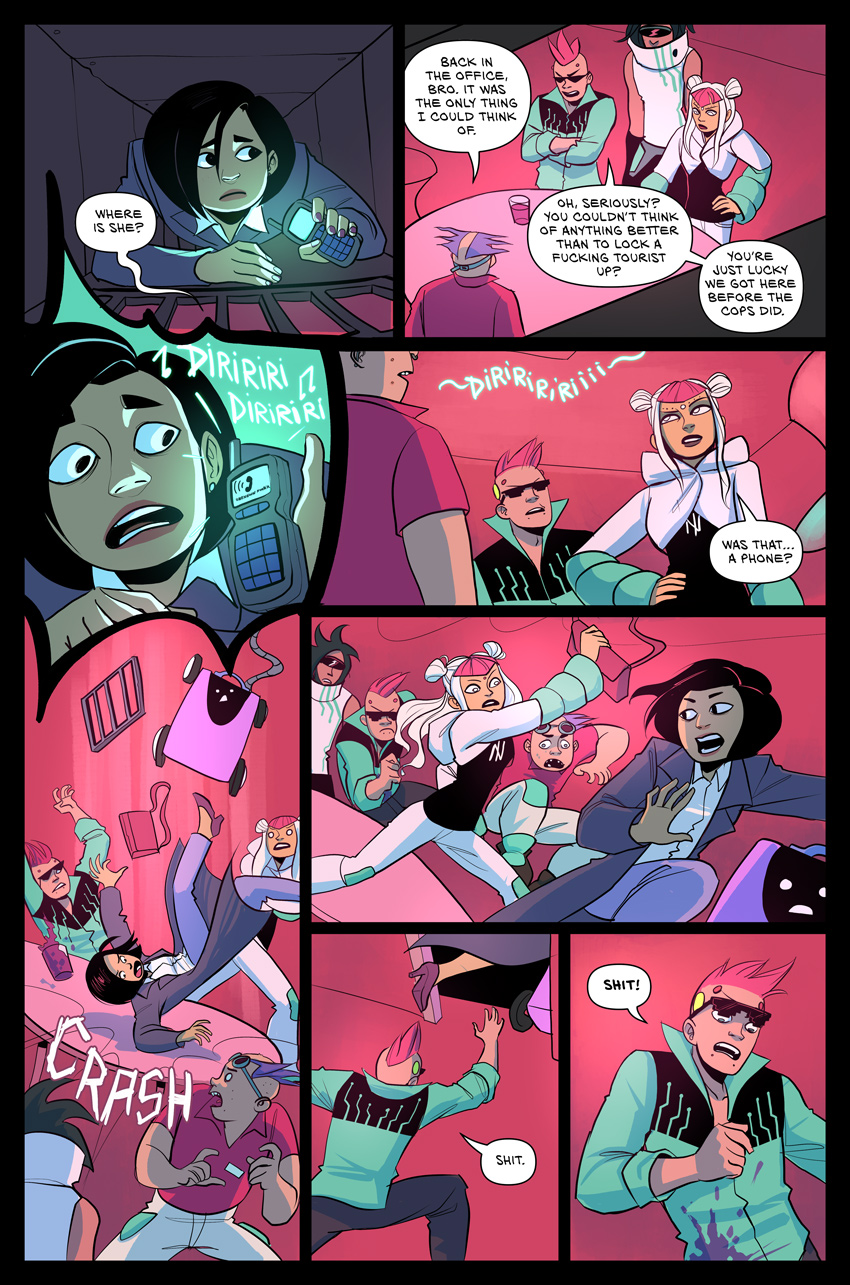 WHERE
IS SHE?
BACK IN
THE OFFICE,
BRO. IT WAS
THE ONLY THING
I COULD THINK
OF.
OH, SERIOUSLY?
YOU COULDN'T THINK
OF ANYTHING BETTER
THAN TO LOCK A
FUCKING TOURIST
UP?
YOU'RE
JUST LUCKY
WE GOT HERE
BEFORE THE
COPS DID.
DIRIRIRI
DIRIRIRI
~DIRIRIRIRIiii~
WAS THAT...
A PHONE?
CRASH
SHIT.
SHIT!